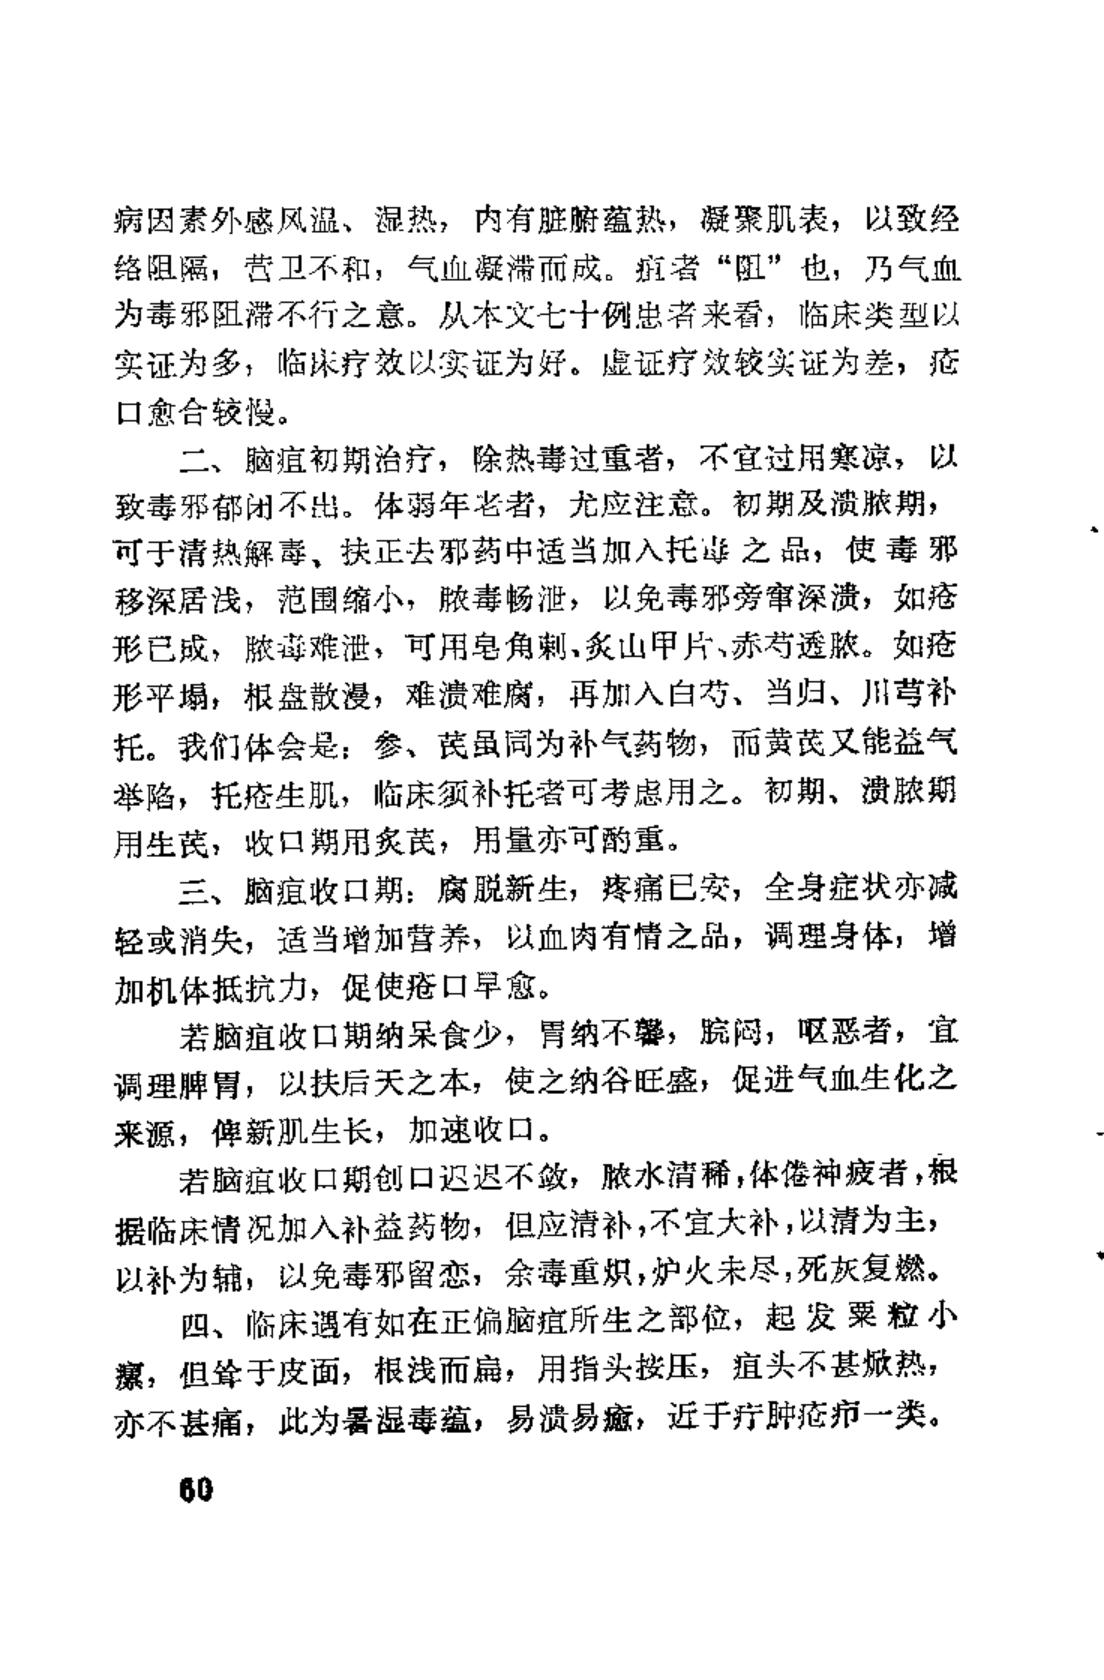 病因素外感风温、湿热，内有脏腑蕴热，凝聚肌表，以致经
络阻隔，营卫不和，气血凝滞而成。疽者“阻”也，乃气血
为毒邪阻滞不行之意。从本文七十例患者来看，临床类型以
实证为多，临床疗效以实证为好。虚证疗效较实证为差，疮
口愈合较慢。
二、脑疽初期治疗，除热毒过重者，不宜过用寒凉，以
致毒邪郁闭不出。体弱年老者，尤应注意。初期及溃脓期，
可于清热解毒、扶正去邪药中适当加入托毒之品，使毒邪
移深居浅，范围缩小，脓毒畅泄，以免毒邪旁窜深溃，如疮
形已成，脓毒难泄，可用皂角刺、炙山甲片、赤芍透脓。如疮
形平塌，根盘散漫，难溃难腐，再加入白芍、当归、川芎补
托。我们体会是：参、芪虽同为补气药物，而黄芪又能益气
举陷，托疮生肌，临床须补托者可考虑用之。初期、溃脓期
用生芪，收口期用炙芪，用量亦可酌重。
三、脑疽收口期：腐脱新生，疼痛已安，全身症状亦减
轻或消失，适当增加营养，以血肉有情之品，调理身体，增
加机体抵抗力，促使疮口早愈。
若脑疽收口期纳呆食少，胃纳不馨，脘闷，呕恶者，宜
调理脾胃，以扶后天之本，使之纳谷旺盛，促进气血生化之
来源，俾新肌生长，加速收口。
若脑疽收口期创口迟迟不敛，脓水清稀，体倦神疲者，根
据临床情况加入补益药物，但应清补，不宜大补，以清为主，
以补为辅，以免毒邪留恋，余毒重炽，炉火未尽，死灰复燃。
四、临床遇有如在正偏脑疽所生之部位，起发粟粒小
瘰，但耸于皮面，根浅而扁，用指头按压，疽头不甚焮热，
亦不甚痛，此为暑湿毒蕴，易溃易癒，近于疔肿疮疖一类。
60